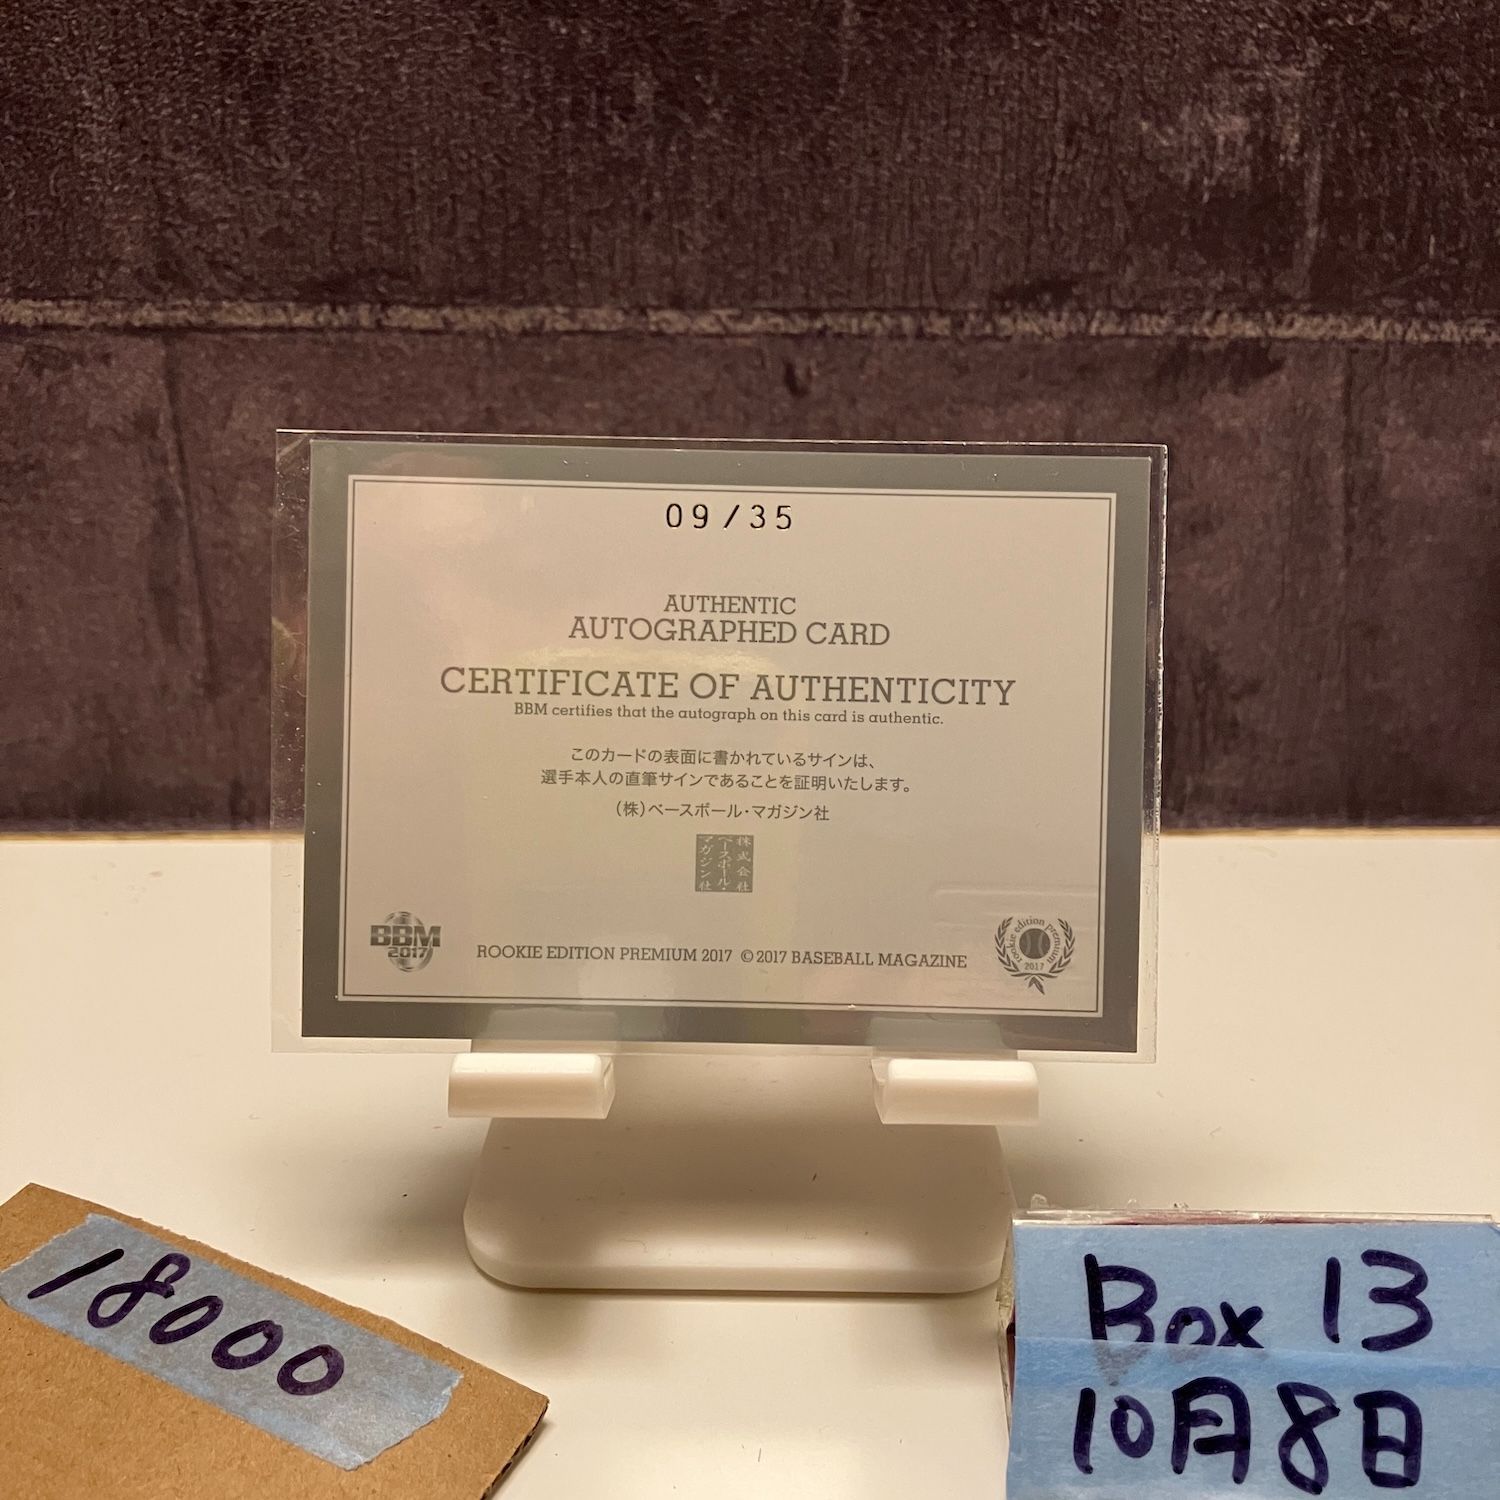 09/35
AUTHENTIC
AUTOGRAPHED CARD
CERTIFICATE OF AUTHENTICITY
BBM certifies that the autograph on this card is authentic.
このカードの表面に書かれているサインは、
選手本人の直筆サインであることを証明いたします。
(株)ベースボール・マガジン社
株式会社
ベースボール・
マガジン社
BBM
2017
ROOKIE EDITION PREMIUM 2017 ©2017 BASEBALL MAGAZINE
rookie edition premium
2017
18000
Box 13
10月8日